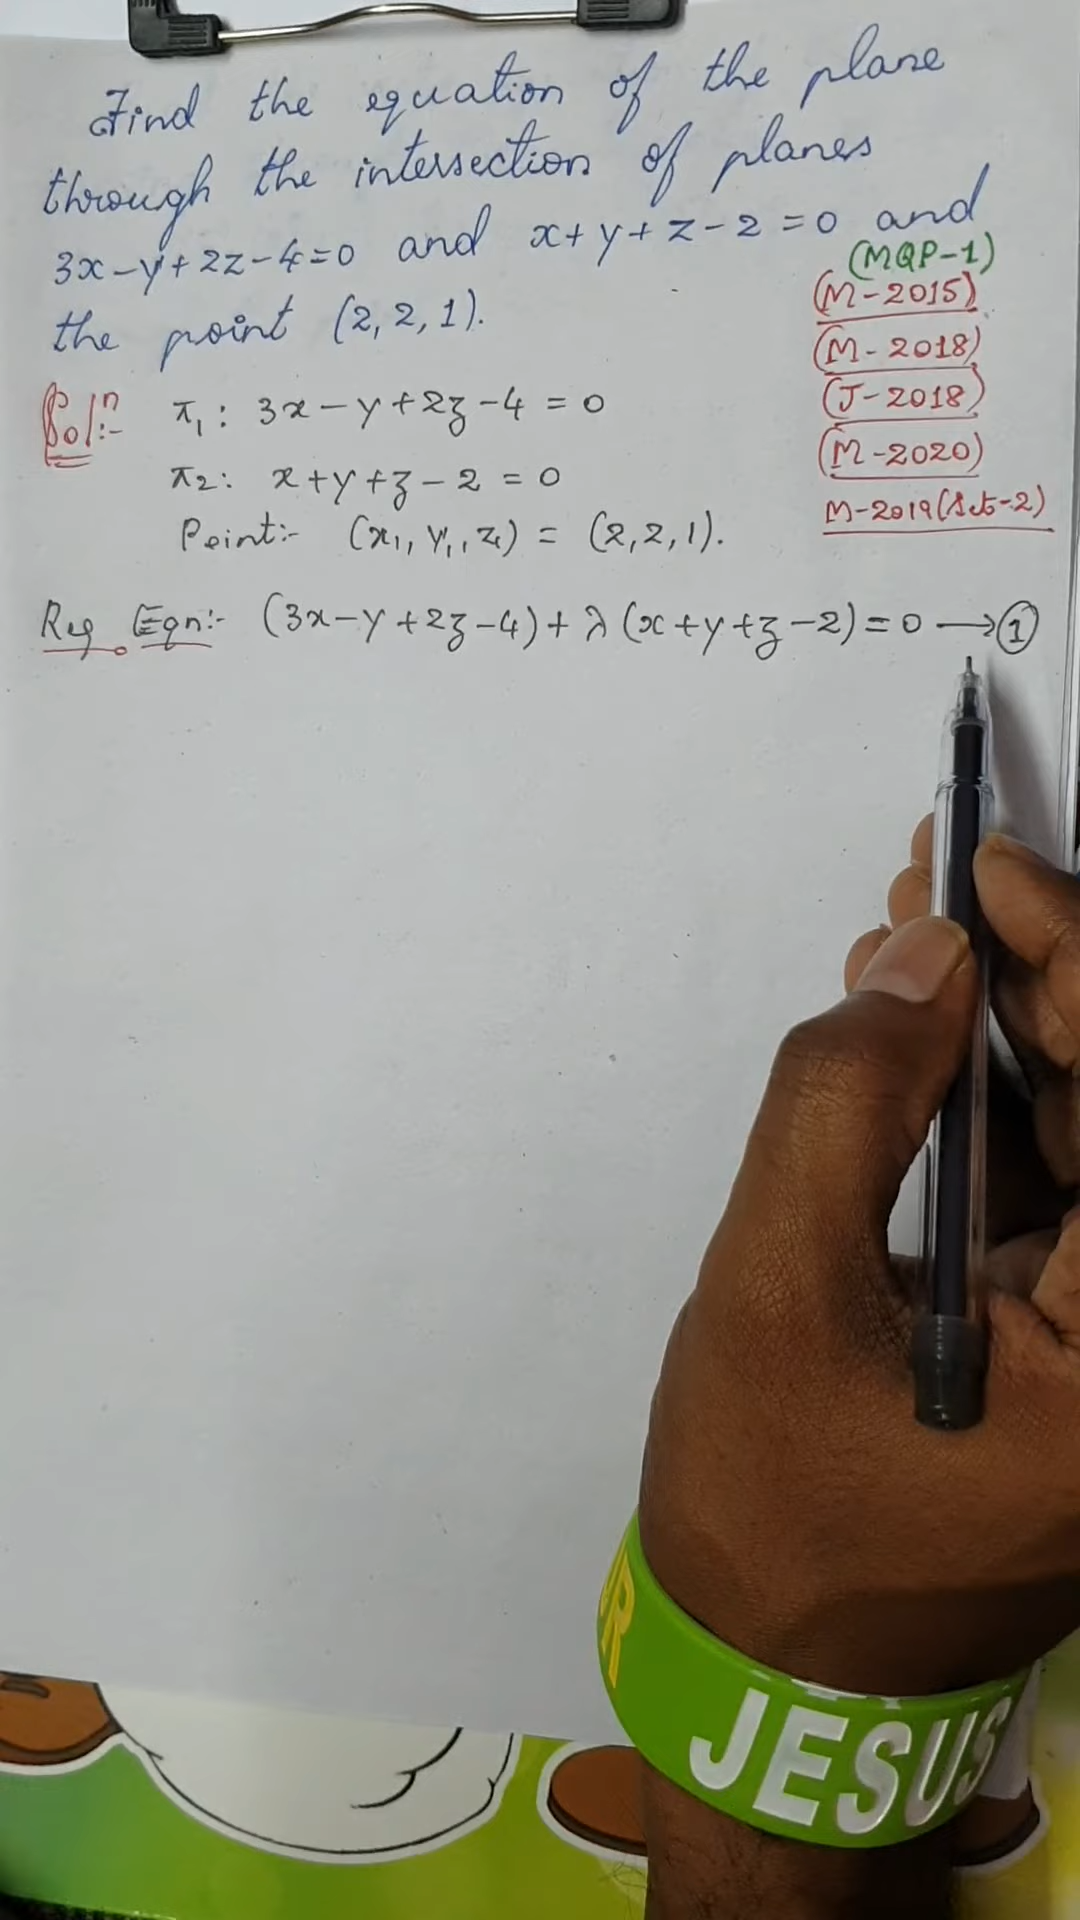 Find the equation of the plane
through the intersection of planes
3x-y+2z-4=0 and x+y+z-2=0 and
the point (2,2,1).
(MQP-1)
(M-2015)
(M-2018)
(J-2018)
(M-2020)
M-2019(Set-2)
Solⁿ:- π₁: 3x-y+2z-4=0
π₂: x+y+z-2=0
Point:- (x₁, y₁, z₁) = (2,2,1).
Req Eqn:- (3x-y+2z-4)+λ(x+y+z-2)=0 → ①
JESUS